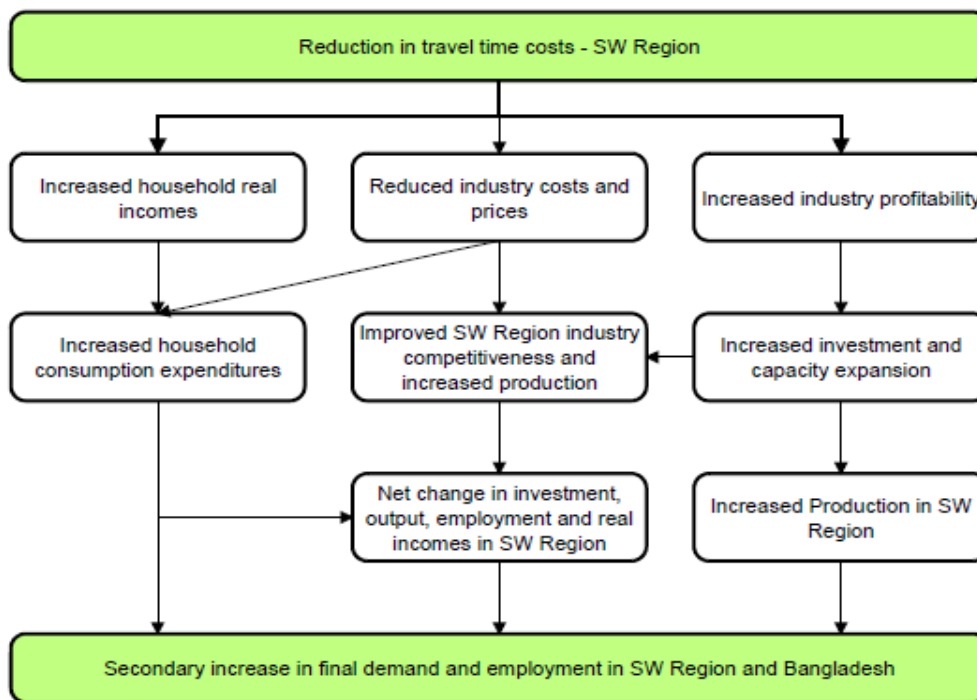 Reduction in travel time costs - SW Region
Increased household real
incomes
Reduced industry costs and
prices
Increased industry profitability
Increased household
consumption expenditures
Improved SW Region industry
competitiveness and
increased production
Increased investment and
capacity expansion
Net change in investment,
output, employment and real
incomes in SW Region
Increased Production in SW
Region
Secondary increase in final demand and employment in SW Region and Bangladesh